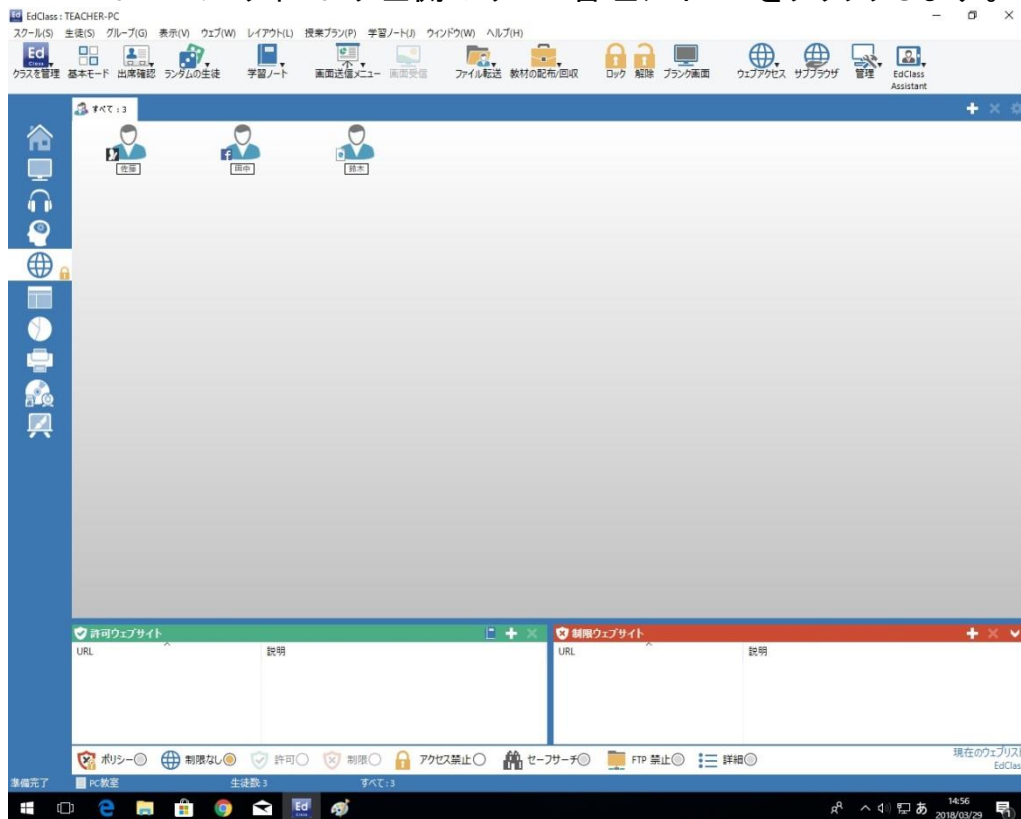 EdClass : TEACHER-PC
スクール(S) 生徒(S) グループ(G) 表示(V) ウェブ(W) レイアウト(L) 授業プラン(P) 学習ノート(J) ウィンドウ(W) ヘルプ(H)
Ed
Class
クラスを管理 基本モード 出席確認 ランダムの生徒 学習ノート 画面送信メニュー 画面受信 ファイル転送 教材の配布/回収 ロック 解除 ブランク画面 ウェブアクセス サブブラウザ 管理 EdClass
Assistant
すべて : 3
佐藤 田中 鈴木
許可ウェブサイト 制限ウェブサイト
URL 説明 URL 説明
ポリシー 制限なし 許可 制限 アクセス禁止 セーフサーチ FTP 禁止 詳細
現在のウェブリスト
EdClas
準備完了 PC教室 生徒数:3 すべて:3
Ed
Class
あ 14:56
2018/03/29